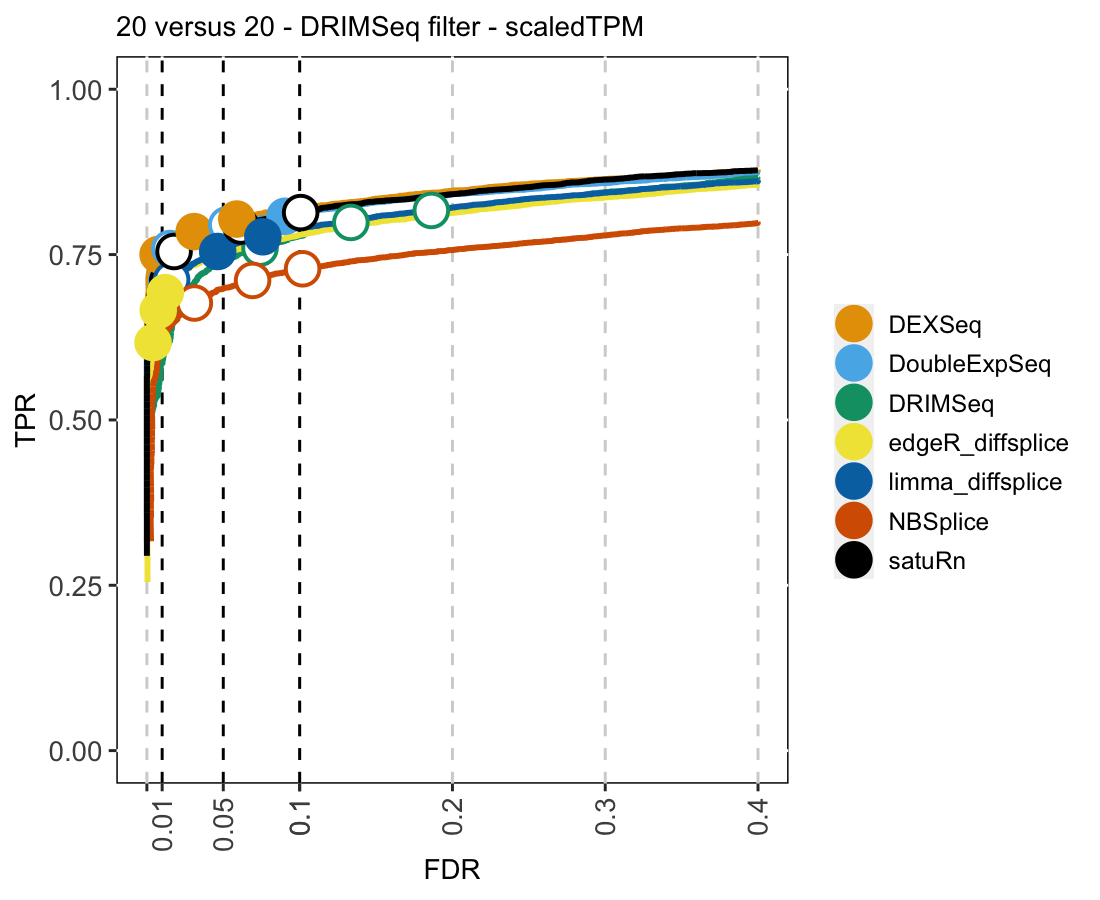 20 versus 20 - DRIMSeq filter - scaledTPM
1.00
0.75
0.50
0.25
0.00
TPR
0.01
0.05
0.1
0.2
0.3
0.4
FDR
DEXSeq
DoubleExpSeq
DRIMSeq
edgeR_diffsplice
limma_diffsplice
NBSplice
satuRn